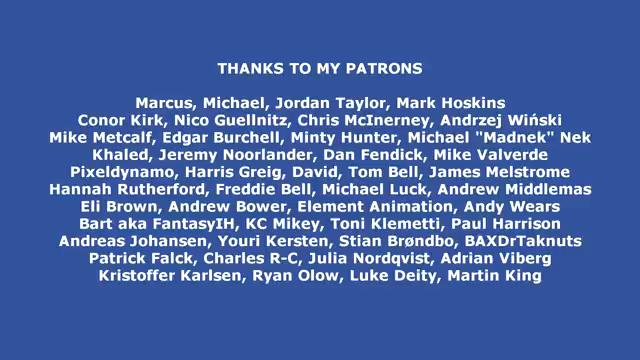 THANKS TO MY PATRONS
Marcus, Michael, Jordan Taylor, Mark Hoskins
Conor Kirk, Nico Guellnitz, Chris McInerney, Andrzej Wiński
Mike Metcalf, Edgar Burchell, Minty Hunter, Michael "Madnek" Nek
Khaled, Jeremy Noorlander, Dan Fendick, Mike Valverde
Pixeldynamo, Harris Greig, David, Tom Bell, James Melstrome
Hannah Rutherford, Freddie Bell, Michael Luck, Andrew Middlemas
Eli Brown, Andrew Bower, Element Animation, Andy Wears
Bart aka FantasyIH, KC Mikey, Toni Klemetti, Paul Harrison
Andreas Johansen, Youri Kersten, Stian Brøndbo, BAXDrTaknuts
Patrick Falck, Charles R-C, Julia Nordqvist, Adrian Viberg
Kristoffer Karlsen, Ryan Olow, Luke Deity, Martin King